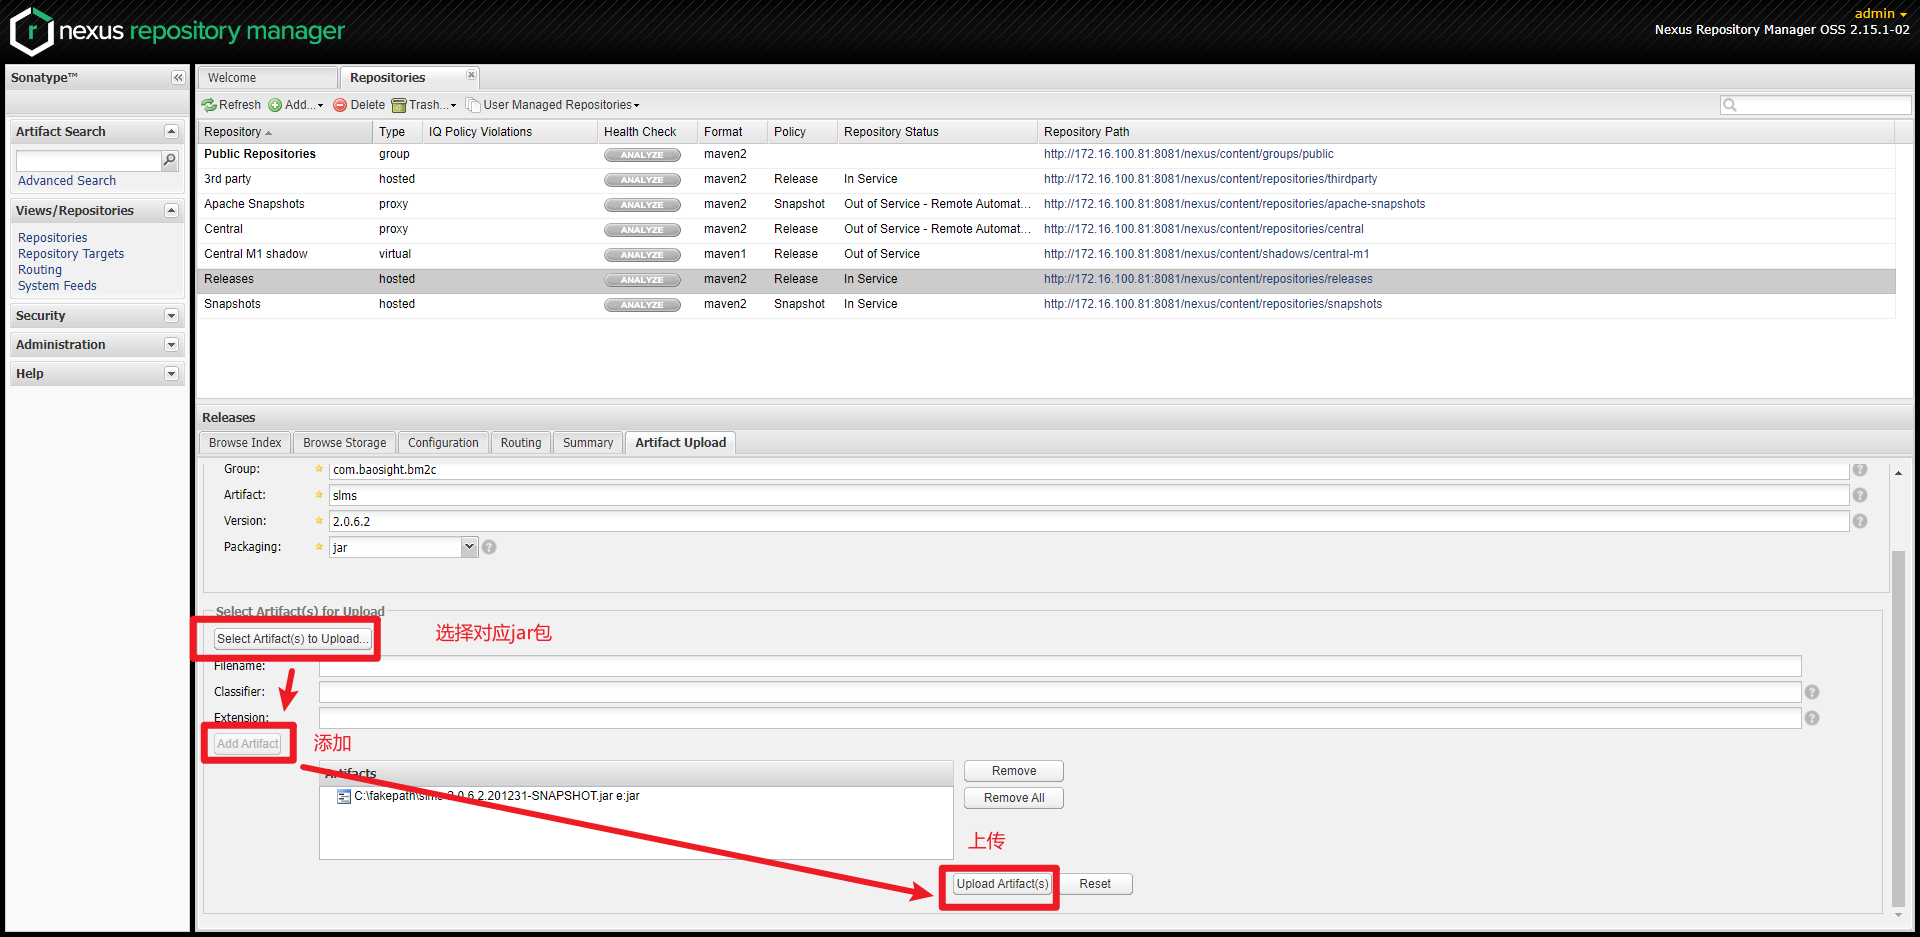 nexus repository manager
admin
Nexus Repository Manager OSS 2.15.1-02
Sonatype™
Artifact Search
Advanced Search
Views/Repositories
Repositories
Repository Targets
Routing
System Feeds
Security
Administration
Help
Welcome
Repositories
Refresh Add... Delete Trash... User Managed Repositories
Repository Type IQ Policy Violations Health Check Format Policy Repository Status Repository Path
Public Repositories group ANALYZE maven2 http://172.16.100.81:8081/nexus/content/groups/public
3rd party hosted ANALYZE maven2 Release In Service http://172.16.100.81:8081/nexus/content/repositories/thirdparty
Apache Snapshots proxy ANALYZE maven2 Snapshot Out of Service - Remote Automat... http://172.16.100.81:8081/nexus/content/repositories/apache-snapshots
Central proxy ANALYZE maven2 Release Out of Service - Remote Automat... http://172.16.100.81:8081/nexus/content/repositories/central
Central M1 shadow virtual ANALYZE maven1 Release Out of Service http://172.16.100.81:8081/nexus/content/shadows/central-m1
Releases hosted ANALYZE maven2 Release In Service http://172.16.100.81:8081/nexus/content/repositories/releases
Snapshots hosted ANALYZE maven2 Snapshot In Service http://172.16.100.81:8081/nexus/content/repositories/snapshots
Releases
Browse Index Browse Storage Configuration Routing Summary Artifact Upload
Group: com.baosight.bm2c
Artifact: slms
Version: 2.0.6.2
Packaging: jar
Select Artifact(s) for Upload
Select Artifact(s) to Upload... 选择对应jar包
Filename:
Classifier:
Extension:
Add Artifact 添加
Artifacts
Remove
C:\fakepath\slms-2.0.6.2.201231-SNAPSHOT.jar e:jar
Remove All
上传
Upload Artifact(s) Reset